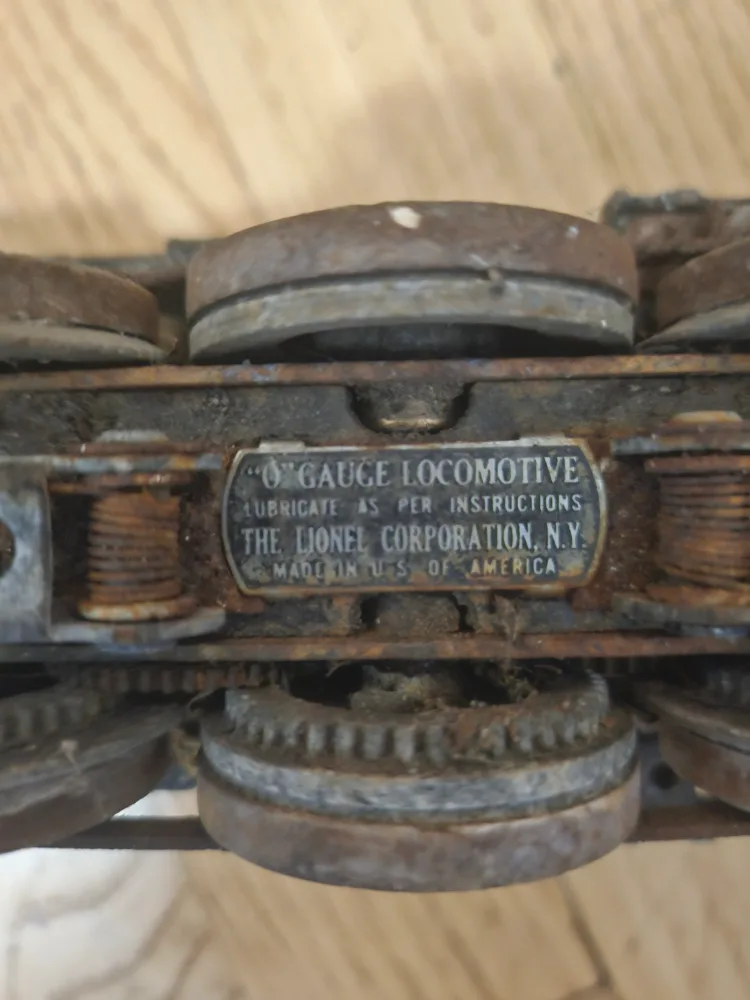 "O" GAUGE LOCOMOTIVE
LUBRICATE AS PER INSTRUCTIONS
THE LIONEL CORPORATION, N.Y.
MADE IN U.S. OF AMERICA